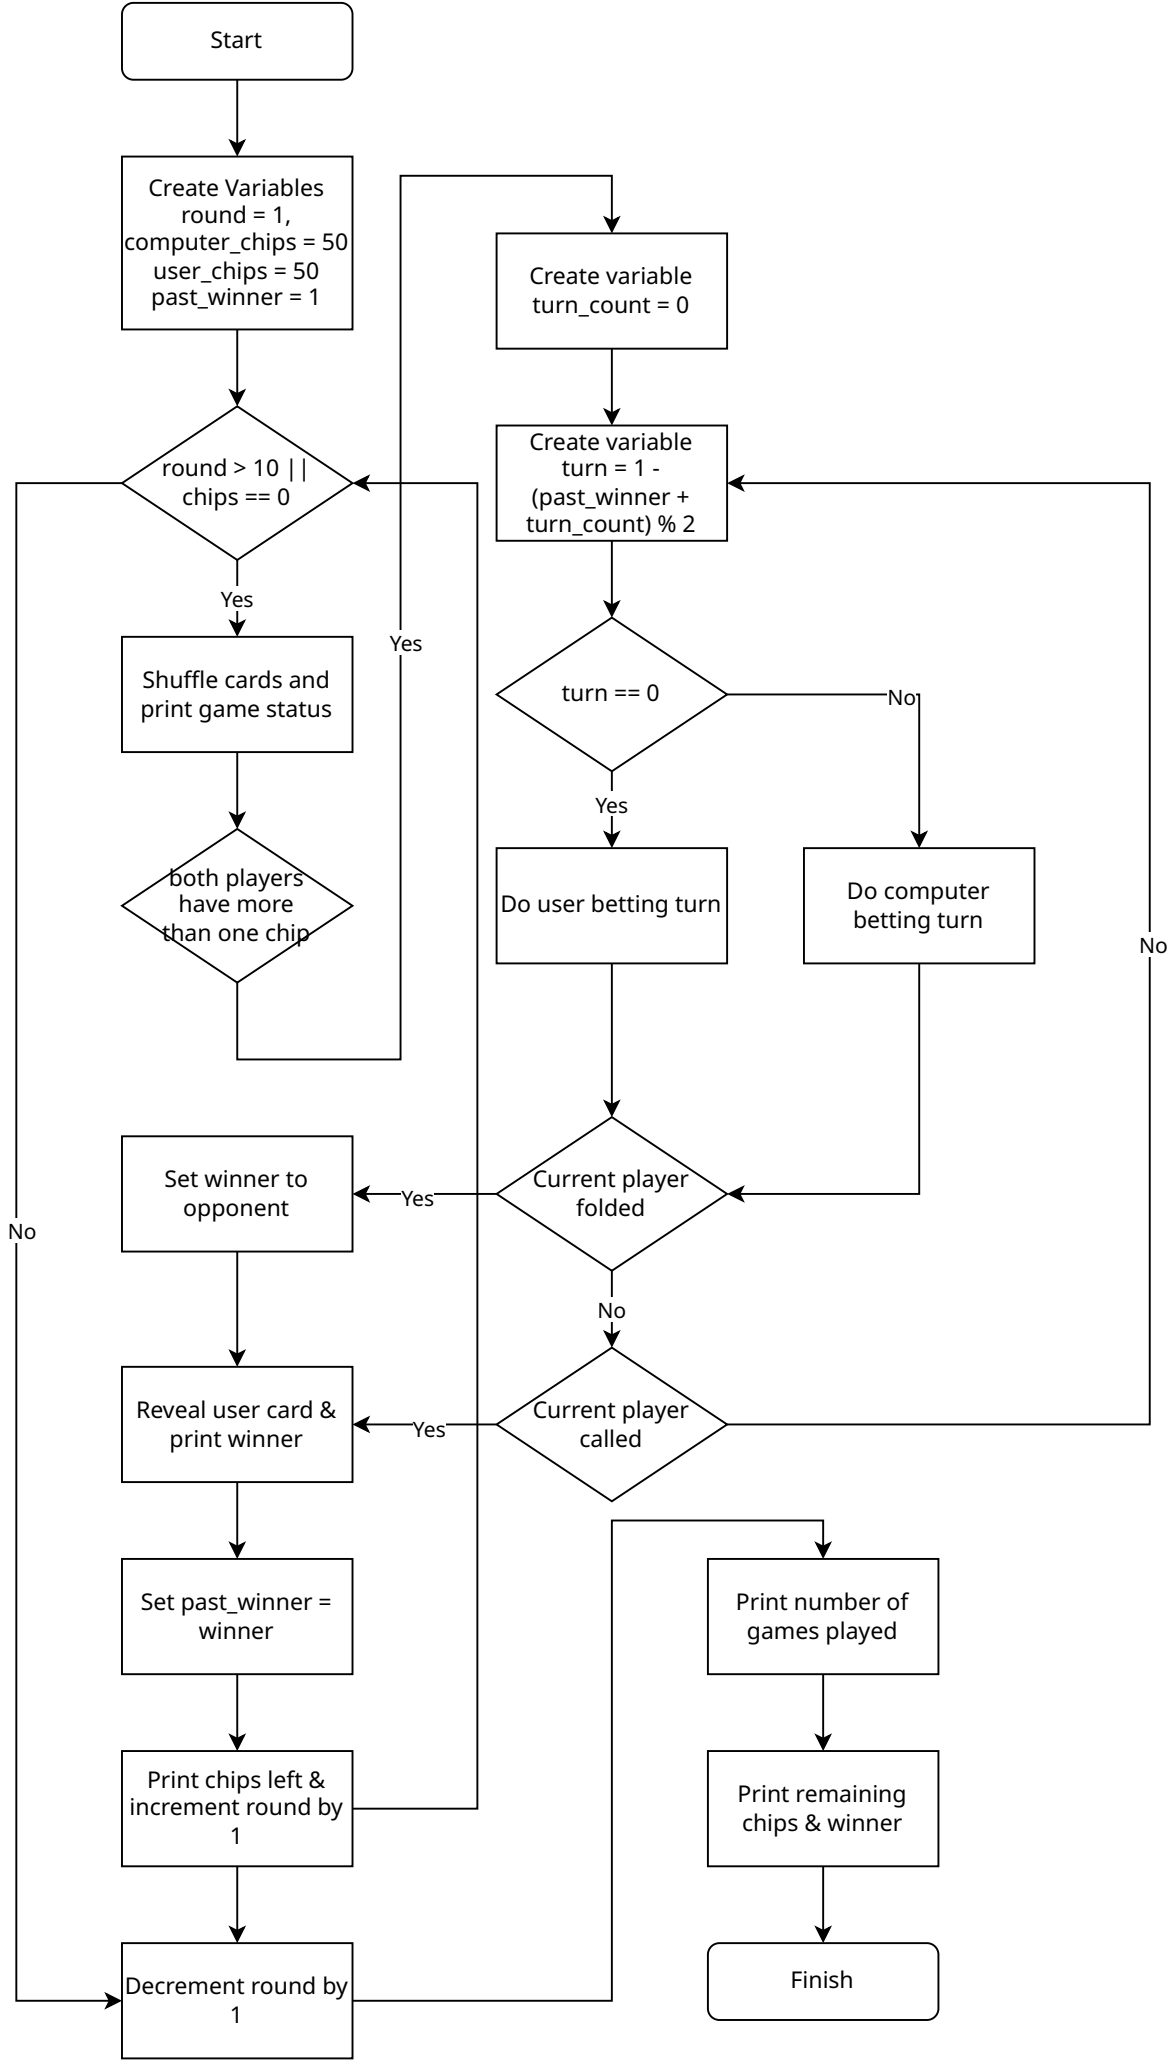 Start
Create Variables
round = 1,
computer_chips = 50
user_chips = 50
past_winner = 1
round > 10 ||
chips == 0
Yes
Shuffle cards and
print game status
both players
have more
than one chip
Yes
Create variable
turn_count = 0
Create variable
turn = 1 -
(past_winner +
turn_count) % 2
turn == 0
No
Yes
Do user betting turn
Do computer
betting turn
No
Current player
folded
Yes
Set winner to
opponent
No
No
Current player
called
Yes
Reveal user card &
print winner
Set past_winner =
winner
Print chips left &
increment round by
1
Decrement round by
1
Print number of
games played
Print remaining
chips & winner
Finish